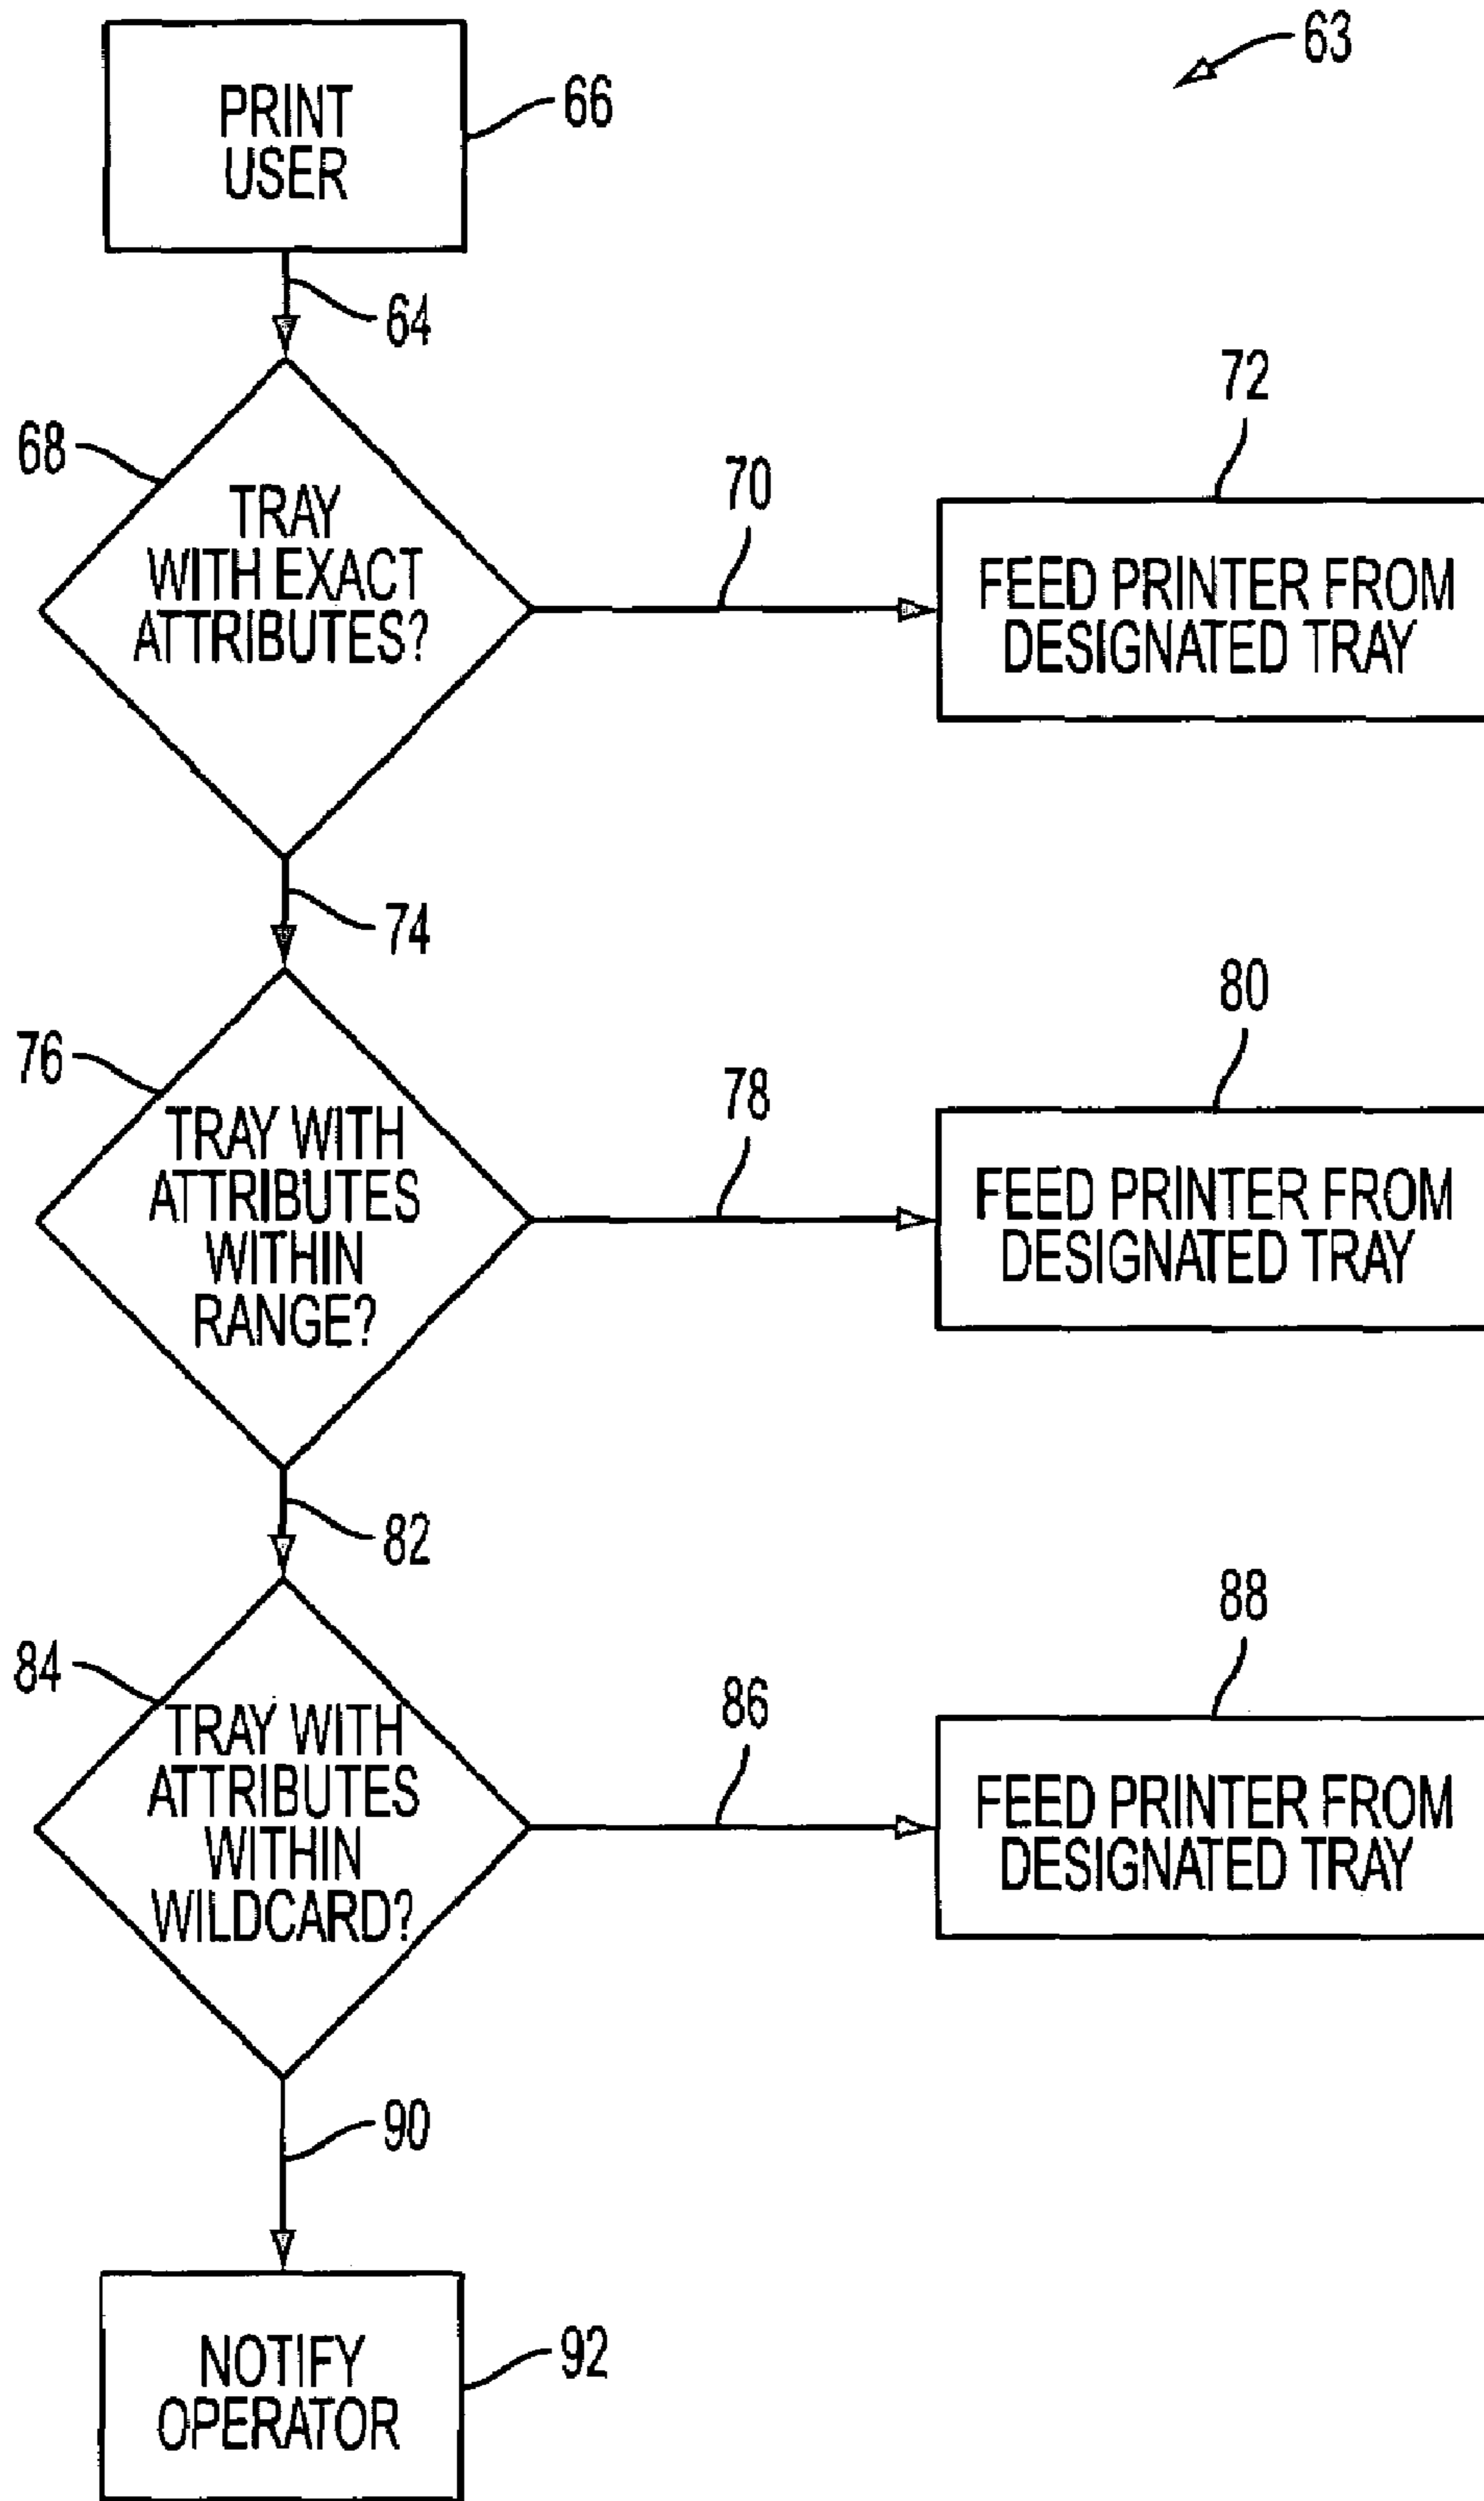 63
PRINT
USER
66
64
68
TRAY
WITH EXACT
ATTRIBUTES?
70
72
FEED PRINTER FROM
DESIGNATED TRAY
74
76
TRAY WITH
ATTRIBUTES
WITHIN
RANGE?
78
80
FEED PRINTER FROM
DESIGNATED TRAY
82
84
TRAY WITH
ATTRIBUTES
WITHIN
WILDCARD?
86
88
FEED PRINTER FROM
DESIGNATED TRAY
90
NOTIFY
OPERATOR
92